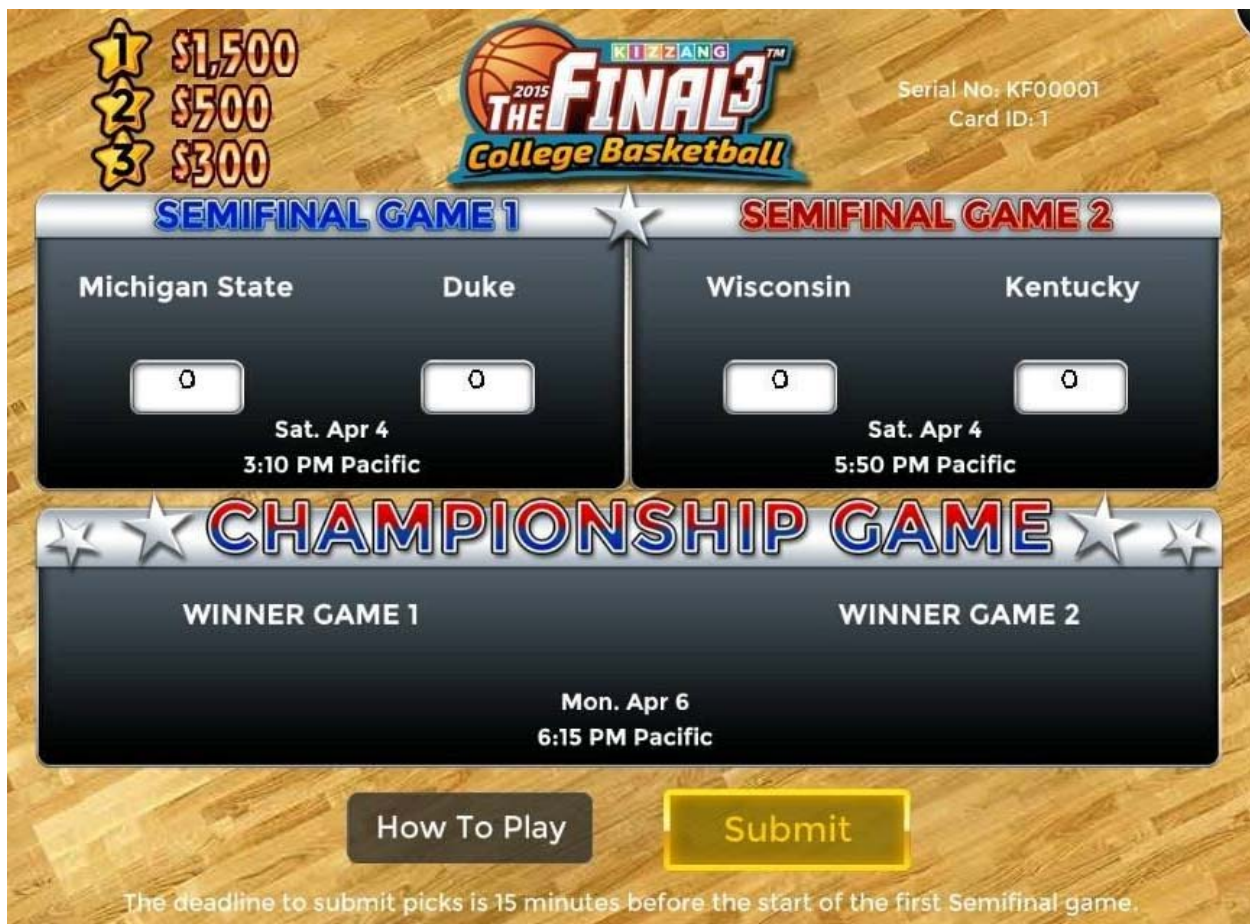 1 $1,500
2 $500
3 $300
KIZZANG
2015 THE FINAL 3 TM
College Basketball
Serial No: KF00001
Card ID: 1
SEMIFINAL GAME 1
SEMIFINAL GAME 2
Michigan State
Duke
Wisconsin
Kentucky
0
0
0
0
Sat. Apr 4
3:10 PM Pacific
Sat. Apr 4
5:50 PM Pacific
CHAMPIONSHIP GAME
WINNER GAME 1
WINNER GAME 2
Mon. Apr 6
6:15 PM Pacific
How To Play
Submit
The deadline to submit picks is 15 minutes before the start of the first Semifinal game.